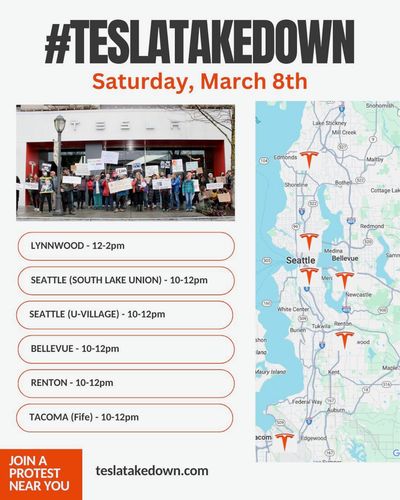 #TESLATAKEDOWN
Saturday, March 8th
TESLA
LYNNWOOD - 12-2pm
SEATTLE (SOUTH LAKE UNION) - 10-12pm
SEATTLE (U-VILLAGE) - 10-12pm
BELLEVUE - 10-12pm
RENTON - 10-12pm
TACOMA (Fife) - 10-12pm
Snohomish
Lake Stickney
Mill Creek
Edmonds
Maltby
Shoreline
Bothell
Cottage Lake
Redmond
Medina
Seattle
Bellevue
Samm
Mercer
Newcastle
White Center
Burien
Tukwila
Renton
wood
Maury Island
Kent
Federal Way
Auburn
Edgewood
JOIN A
PROTEST
NEAR YOU
teslatakedown.com